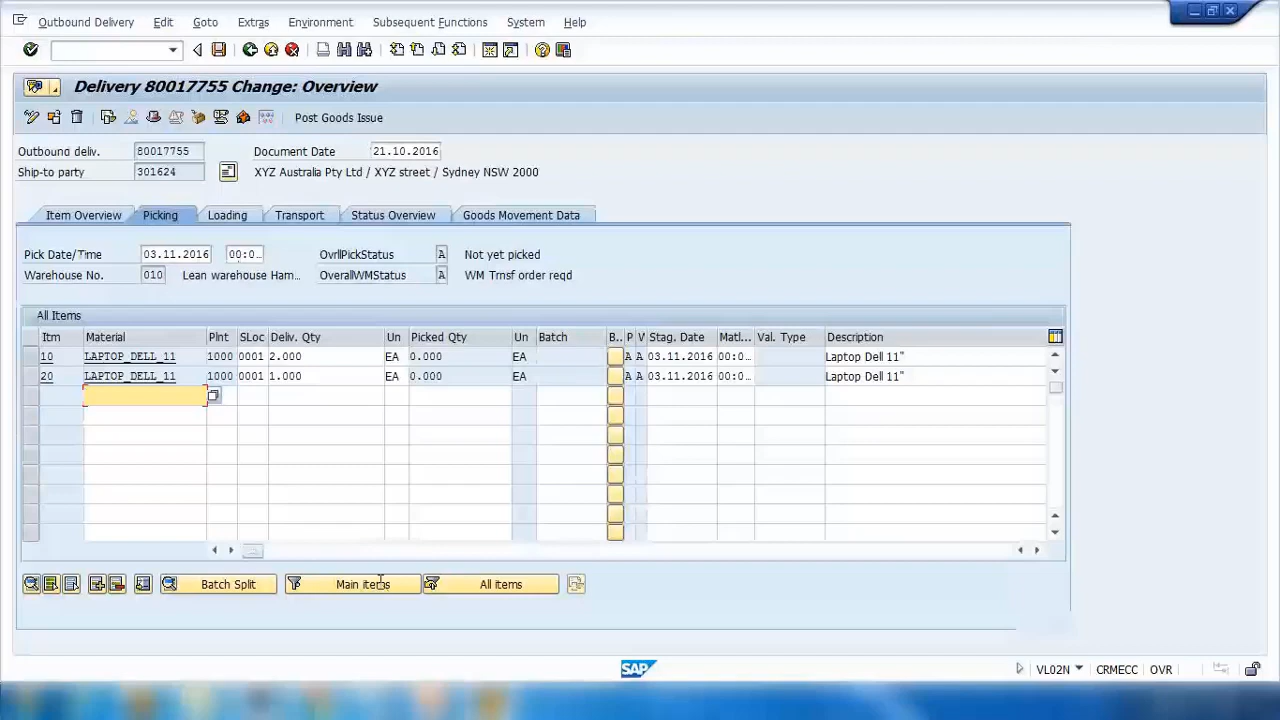 Outbound Delivery Edit Goto Extras Environment Subsequent Functions System Help
Delivery 80017755 Change: Overview
Post Goods Issue
Outbound deliv. 80017755 Document Date 21.10.2016
Ship-to party 301624 XYZ Australia Pty Ltd / XYZ street / Sydney NSW 2000
Item Overview Picking Loading Transport Status Overview Goods Movement Data
Pick Date/Time 03.11.2016 00:0.. OvrllPickStatus A Not yet picked
Warehouse No. 010 Lean warehouse Ham... OverallWMStatus A WM Trnsf order reqd
All Items
Itm Material Plnt SLoc Deliv. Qty Un Picked Qty Un Batch B.. P V Stag. Date Matl... Val. Type Description
10 LAPTOP_DELL_11 1000 0001 2.000 EA 0.000 EA A A 03.11.2016 00:0... Laptop Dell 11"
20 LAPTOP_DELL_11 1000 0001 1.000 EA 0.000 EA A A 03.11.2016 00:0... Laptop Dell 11"
Batch Split Main items All items
SAP VL02N CRMECC OVR